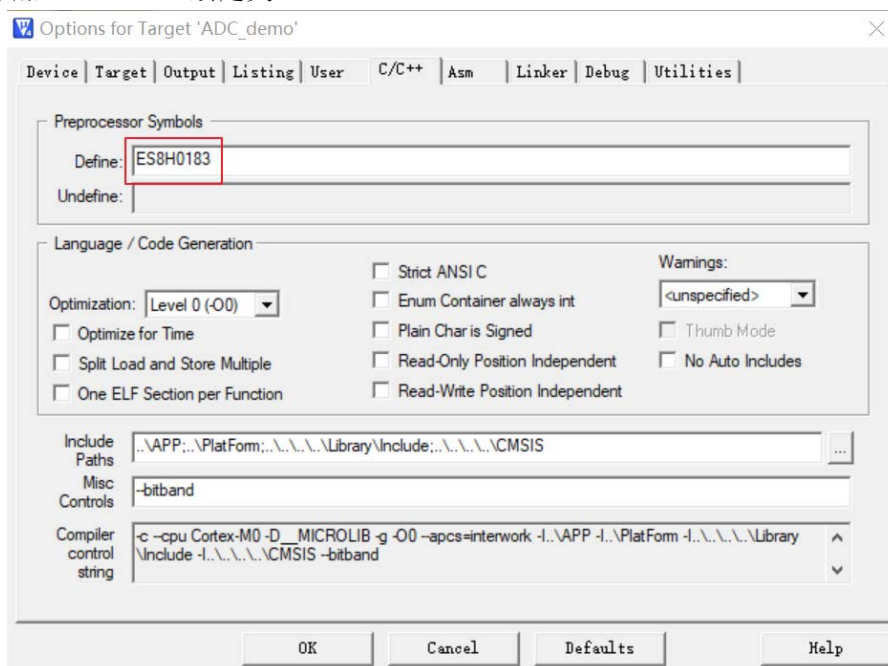 Options for Target 'ADC_demo'
Device Target Output Listing User C/C++ Asm Linker Debug Utilities
Preprocessor Symbols
Define: ES8H0183
Undefine:
Language / Code Generation
Optimization: Level 0 (-O0)
Optimize for Time
Split Load and Store Multiple
One ELF Section per Function
Strict ANSI C
Enum Container always int
Plain Char is Signed
Read-Only Position Independent
Read-Write Position Independent
Warnings:
<unspecified>
Thumb Mode
No Auto Includes
Include Paths ..\APP;..\PlatForm;..\..\..\..\Library\Include;..\..\..\..\CMSIS ...
Misc Controls --bitband
Compiler control string -c --cpu Cortex-M0 -D__MICROLIB -g -O0 --apcs=interwork -I..\APP -I..\PlatForm -I..\..\..\..\Library
\Include -I..\..\..\..\CMSIS --bitband
OK Cancel Defaults Help